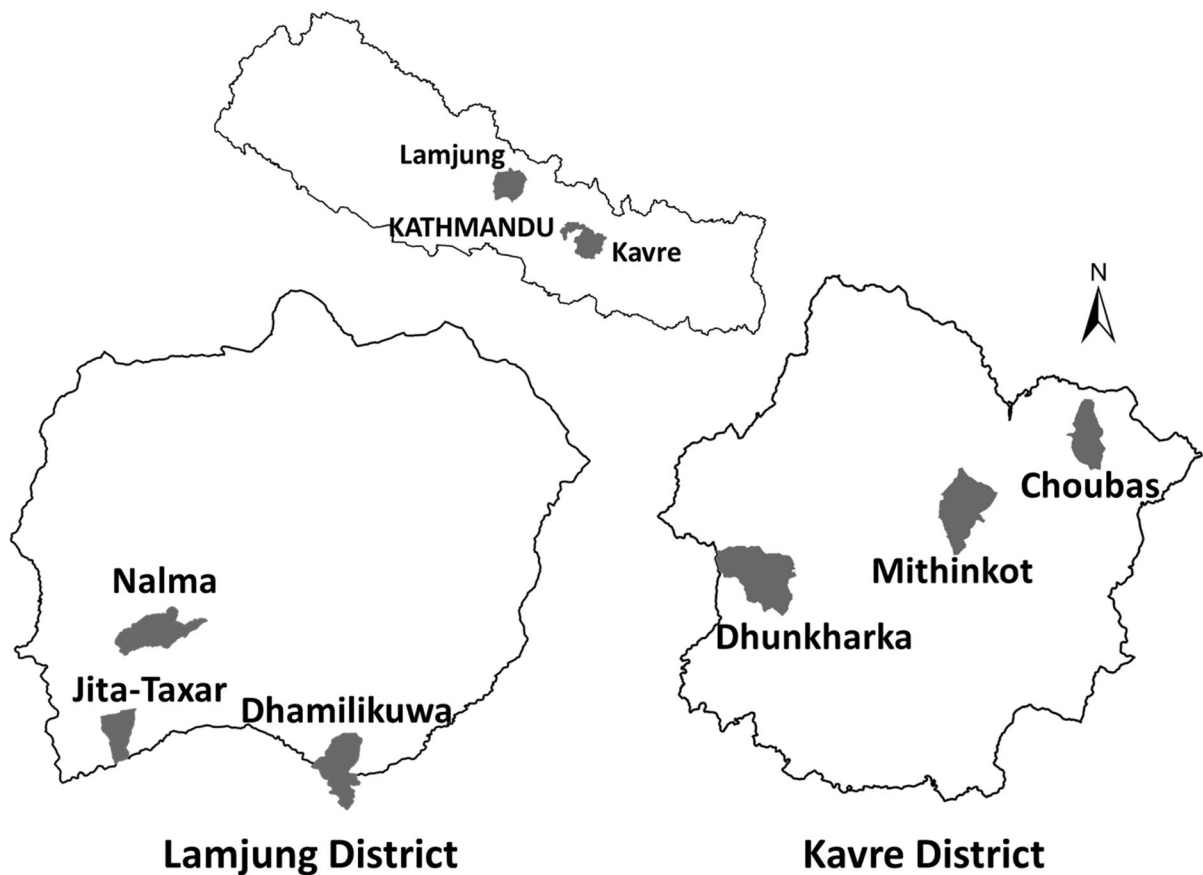 Lamjung
KATHMANDU
Kavre
N
Choubas
Mithinkot
Dhunkharka
Nalma
Jita-Taxar
Dhamilikuwa
Lamjung District
Kavre District